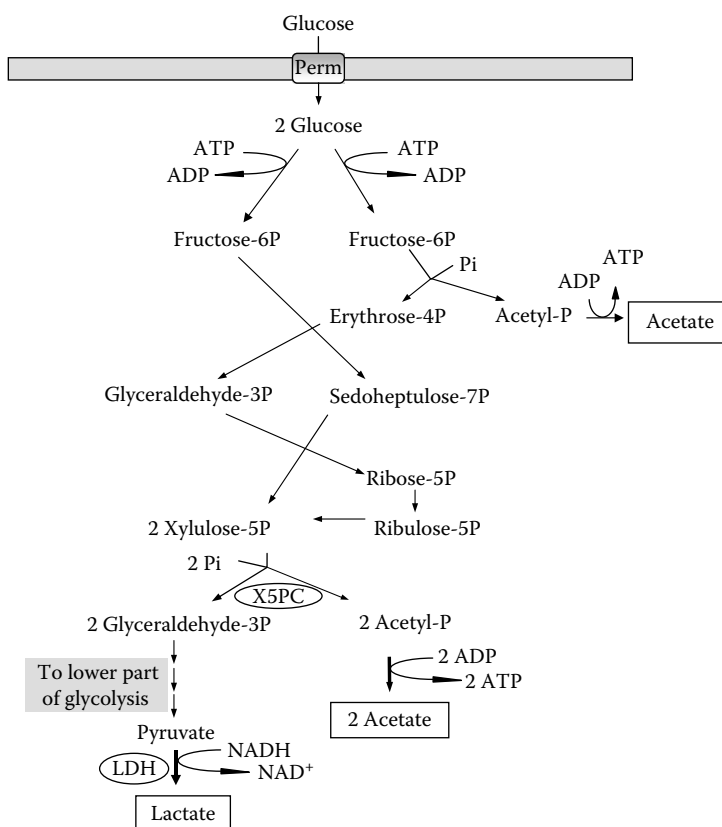 Glucose
Perm
2 Glucose
ATP
ATP
ADP
ADP
Fructose-6P
Fructose-6P
Pi
ATP
ADP
Erythrose-4P
Acetyl-P
Acetate
Glyceraldehyde-3P
Sedoheptulose-7P
Ribose-5P
2 Xylulose-5P
Ribulose-5P
2 Pi
X5PC
2 Glyceraldehyde-3P
2 Acetyl-P
To lower part
of glycolysis
2 ADP
2 ATP
2 Acetate
Pyruvate
NADH
LDH
NAD⁺
Lactate